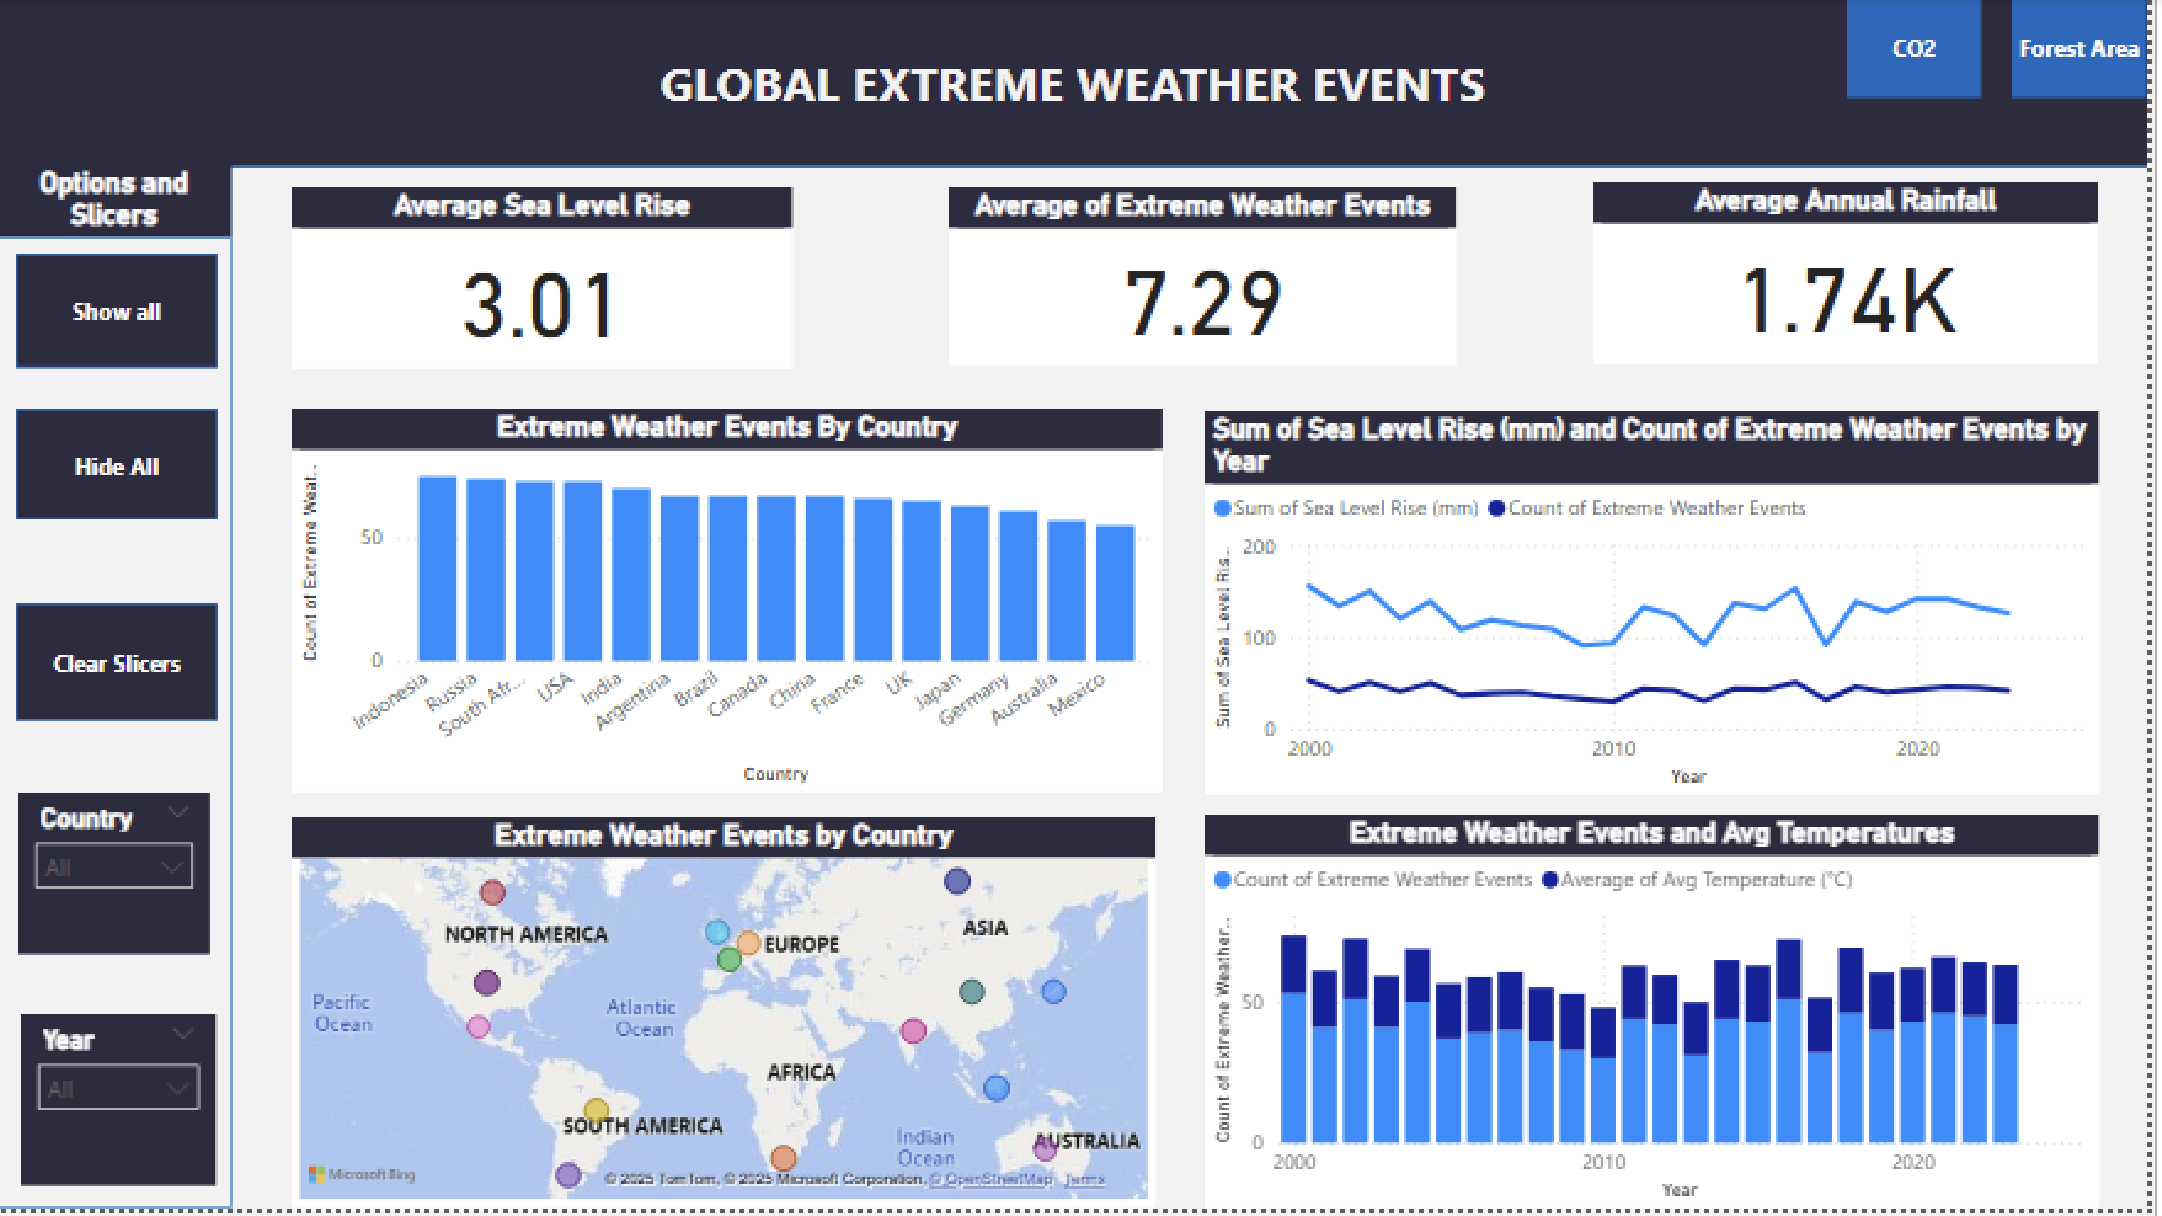 CO2
Forest Area
GLOBAL EXTREME WEATHER EVENTS
Options and
Slicers
Show all
Hide All
Clear Slicers
Country
All
Year
All
Average Sea Level Rise
3.01
Average of Extreme Weather Events
7.29
Average Annual Rainfall
1.74K
Extreme Weather Events By Country
Count of Extreme Weat...
50
0
Indonesia
Russia
South Afr...
USA
India
Argentina
Brazil
Canada
China
France
UK
Japan
Germany
Australia
Mexico
Country
Sum of Sea Level Rise (mm) and Count of Extreme Weather Events by
Year
Sum of Sea Level Rise (mm) Count of Extreme Weather Events
Sum of Sea Level Ris...
200
100
0
2000 2010 2020
Year
Extreme Weather Events by Country
NORTH AMERICA
EUROPE
ASIA
Pacific
Ocean
Atlantic
Ocean
AFRICA
SOUTH AMERICA
Indian
Ocean
AUSTRALIA
Microsoft Bing
© 2025 TomTom, © 2025 Microsoft Corporation, © OpenStreetMap Terms
Extreme Weather Events and Avg Temperatures
Count of Extreme Weather Events Average of Avg Temperature (°C)
Count of Extreme Weather...
50
0
2000 2010 2020
Year